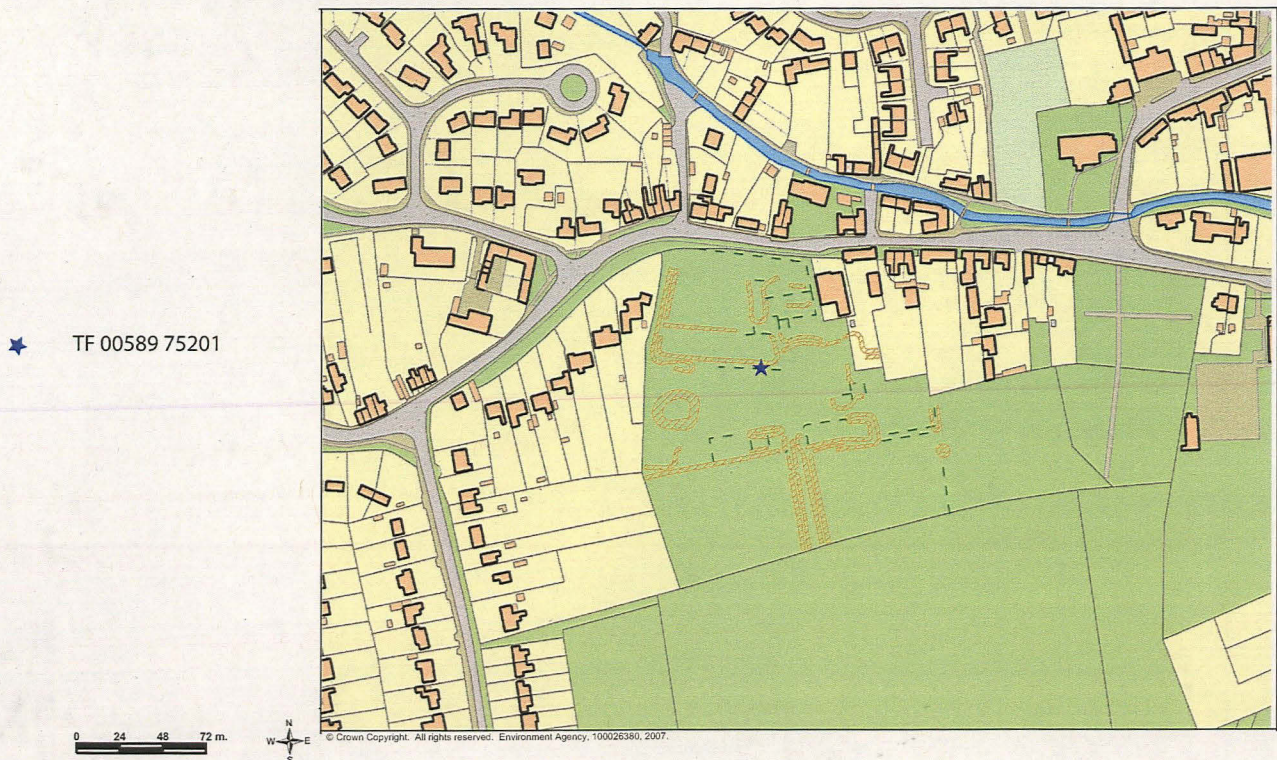 TF 00589 75201
0 24 48 72 m.
N
W E
S
© Crown Copyright. All rights reserved. Environment Agency, 100026380, 2007.